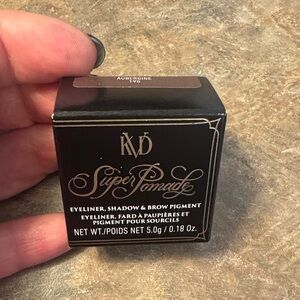 AUBERGINE
190
KVD
Super Pomade
EYELINER, SHADOW & BROW PIGMENT
EYELINER, FARD À PAUPIÈRES ET
PIGMENT POUR SOURCILS
NET WT./POIDS NET 5.0g / 0.18 Oz.